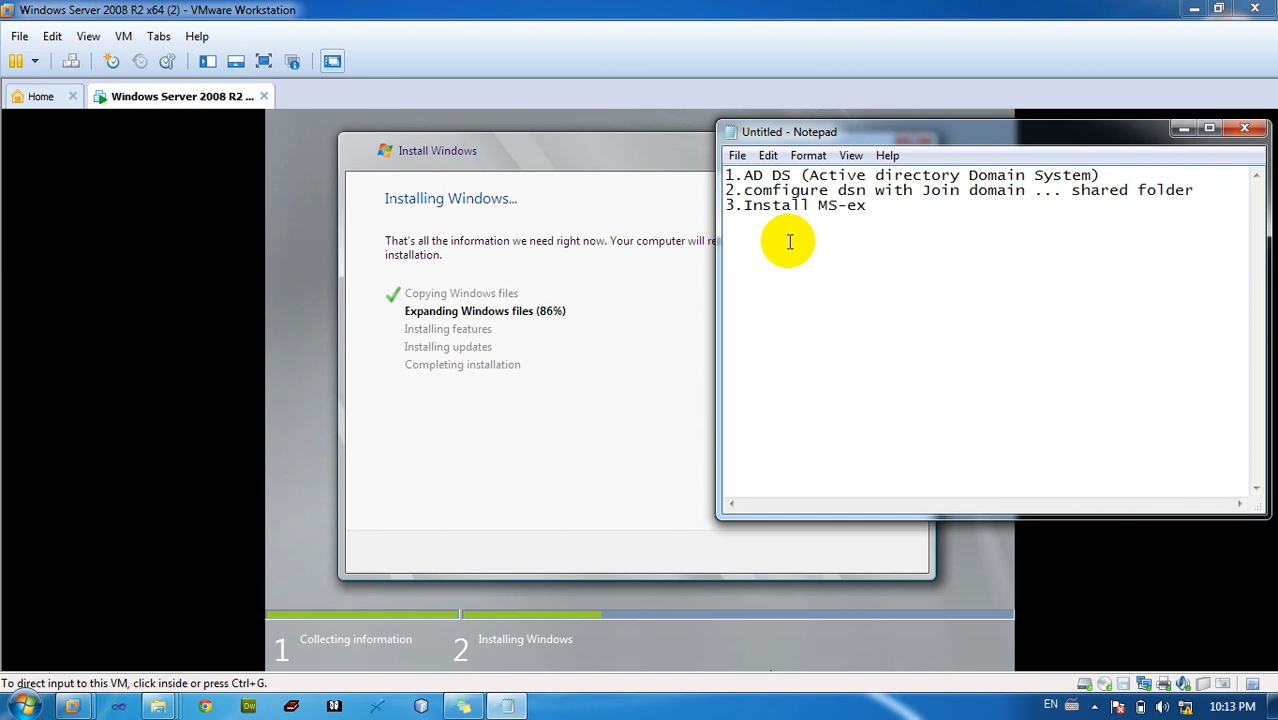 Windows Server 2008 R2 x64 (2) - VMware Workstation
File Edit View VM Tabs Help
Home
Windows Server 2008 R2 ...
Install Windows
Installing Windows...
That's all the information we need right now. Your computer will re
installation.
Copying Windows files
Expanding Windows files (86%)
Installing features
Installing updates
Completing installation
Untitled - Notepad
File Edit Format View Help
1.AD DS (Active directory Domain System)
2.configure dsn with Join domain ... shared folder
3.Install MS-ex
1 Collecting information
2 Installing Windows
To direct input to this VM, click inside or press Ctrl+G.
Dw
EN
10:13 PM